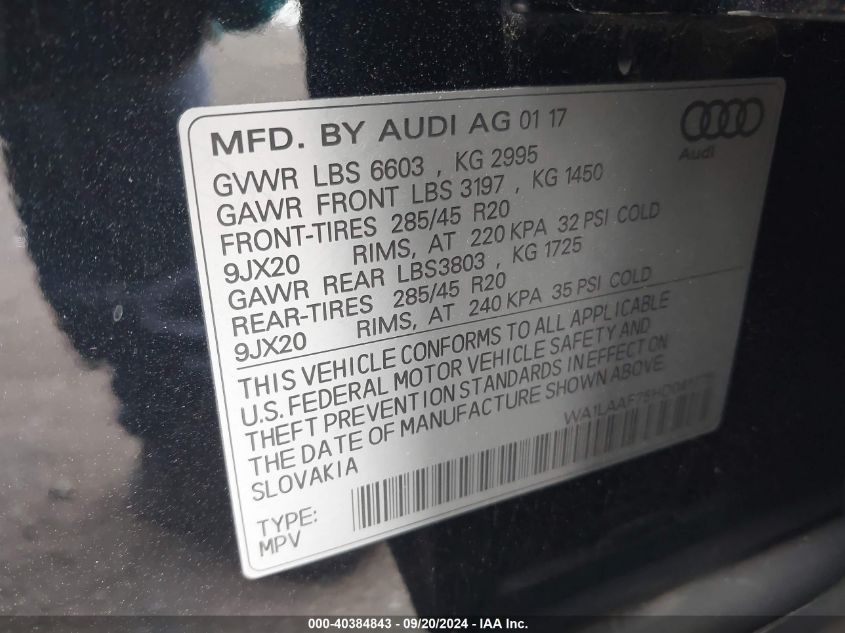 MFD. BY AUDI AG 01 17
Audi
GVWR LBS 6603 , KG 2995
GAWR FRONT LBS 3197 , KG 1450
FRONT-TIRES 285/45 R20
9JX20 RIMS, AT 220 KPA 32 PSI COLD
GAWR REAR LBS3803 , KG 1725
REAR-TIRES 285/45 R20
9JX20 RIMS, AT 240 KPA 35 PSI COLD
THIS VEHICLE CONFORMS TO ALL APPLICABLE
U.S. FEDERAL MOTOR VEHICLE SAFETY AND
THEFT PREVENTION STANDARDS IN EFFECT ON
THE DATE OF MANUFACTURE SHOWN ABOVE.
SLOVAKIA
TYPE:
MPV
000-40384843 - 09/20/2024 - IAA Inc.